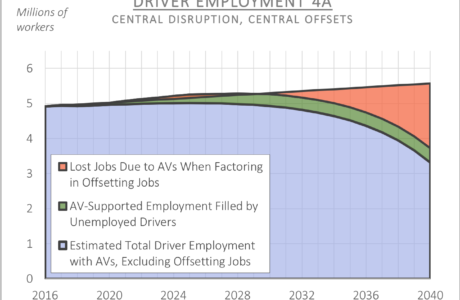 DRIVER EMPLOYMENT 4A
CENTRAL DISRUPTION, CENTRAL OFFSETS
Millions of
workers
6
5
4
3
2
1
0
Lost Jobs Due to AVs When Factoring
in Offsetting Jobs
AV-Supported Employment Filled by
Unemployed Drivers
Estimated Total Driver Employment
with AVs, Excluding Offsetting Jobs
2016 2020 2024 2028 2032 2036 2040